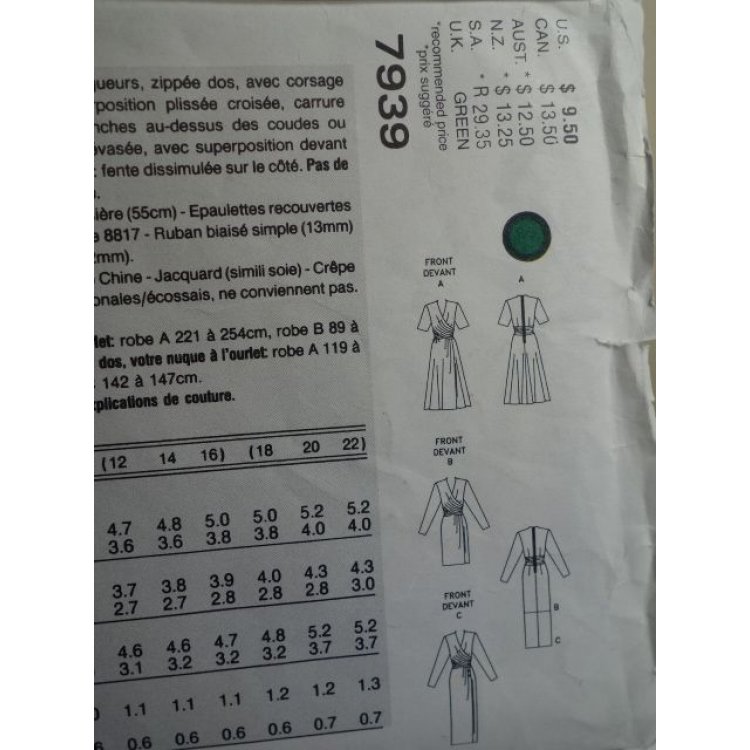 U.S. $ 9.50
CAN. $ 13.50
AUST. * $ 12.50
N.Z. * $ 13.25
S.A. * R 29.35
U.K. GREEN
*recommended price
*prix suggéré
7939
ueurs, zippée dos, avec corsage
position plissée croisée, carrure
nches au-dessus des coudes ou
évasée, avec superposition devant
fente dissimulée sur le côté. Pas de
ière (55cm) - Epaulettes recouvertes
8817 - Ruban biaisé simple (13mm)
mm).
Chine - Jacquard (simili soie) - Crêpe
onales/écossais, ne conviennent pas.
let: robe A 221 à 254cm, robe B 89 à
dos, votre nuque à l'ourlet: robe A 119 à
142 à 147cm.
plications de couture.
(12 14 16) (18 20 22)
4.7 4.8 5.0 5.0 5.2 5.2
3.6 3.6 3.8 3.8 4.0 4.0
3.7 3.8 3.9 4.0 4.3 4.3
2.7 2.7 2.8 2.8 2.8 3.0
4.6 4.6 4.7 4.8 5.2 5.2
3.1 3.2 3.2 3.2 3.7 3.7
1.1 1.1 1.1 1.2 1.2 1.3
0.6 0.6 0.6 0.6 0.7 0.7
FRONT
DEVANT
A
A
FRONT
DEVANT
B
B
C
FRONT
DEVANT
C